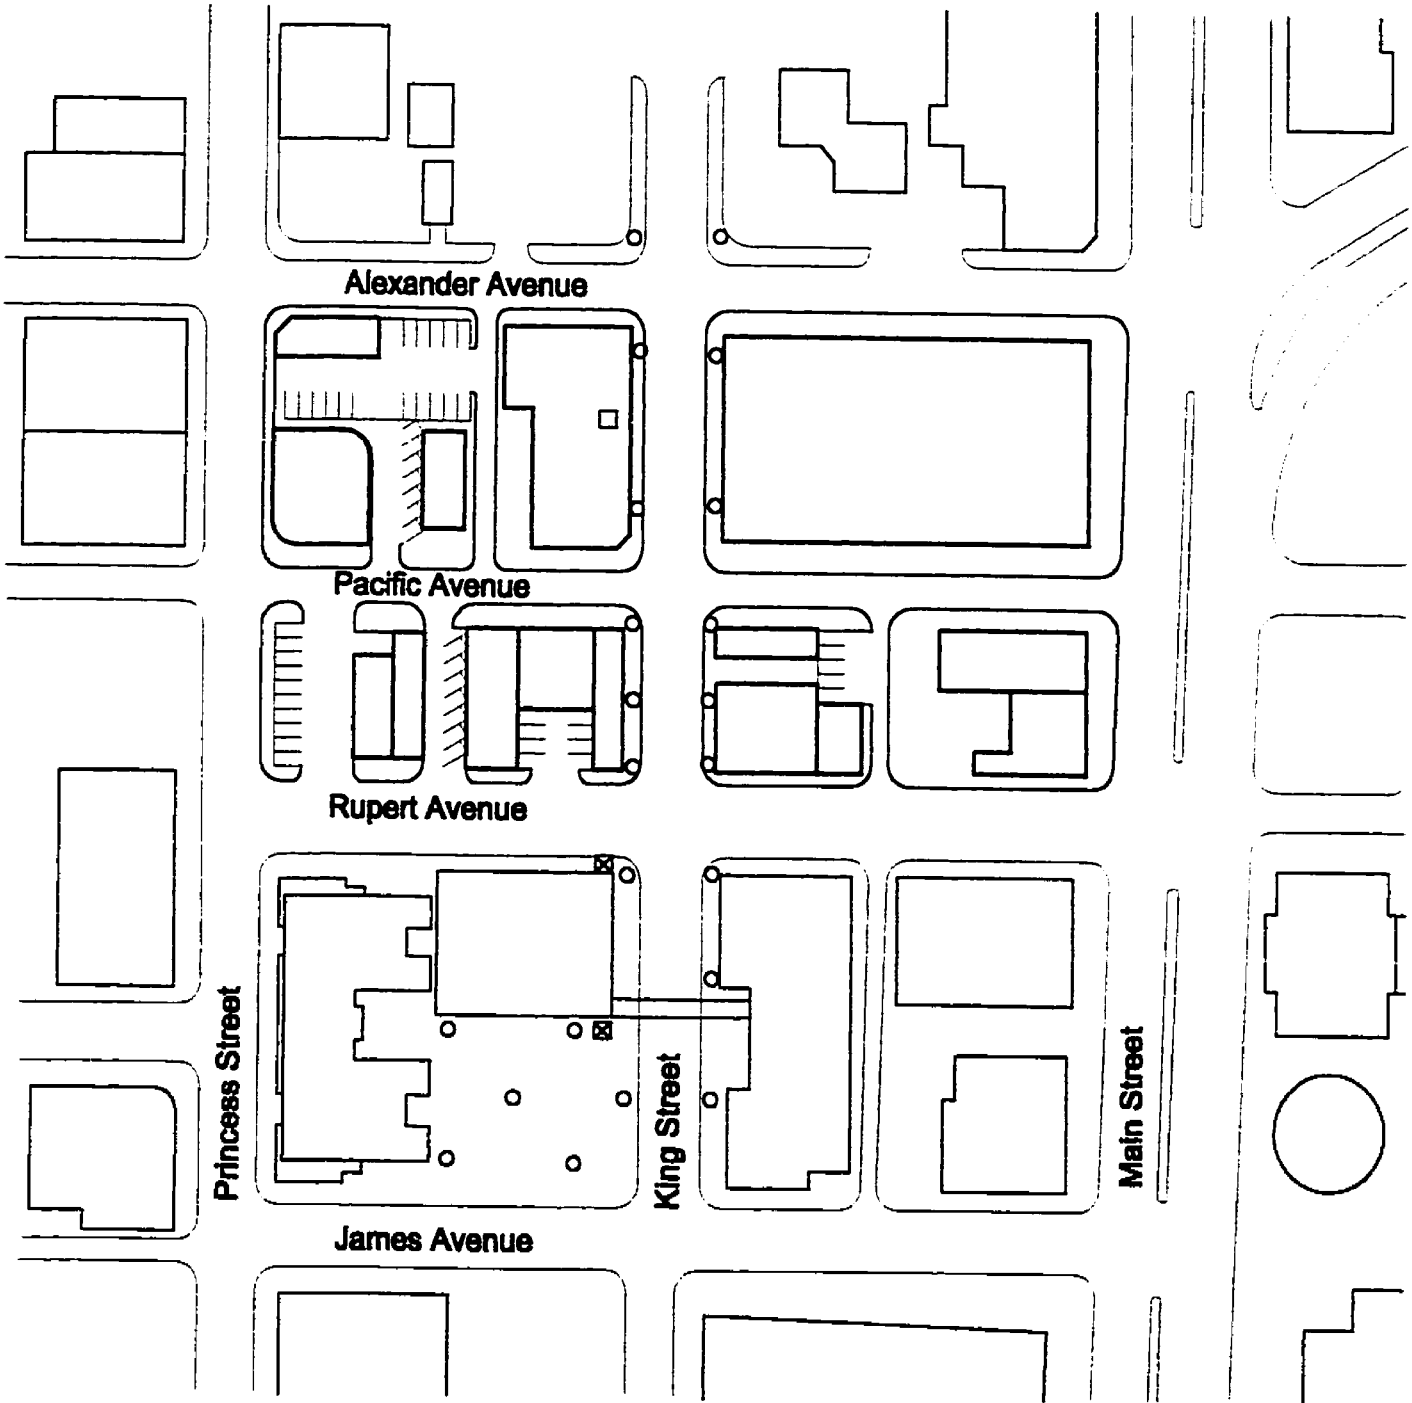 Alexander Avenue
Pacific Avenue
Rupert Avenue
Princess Street
King Street
Main Street
James Avenue